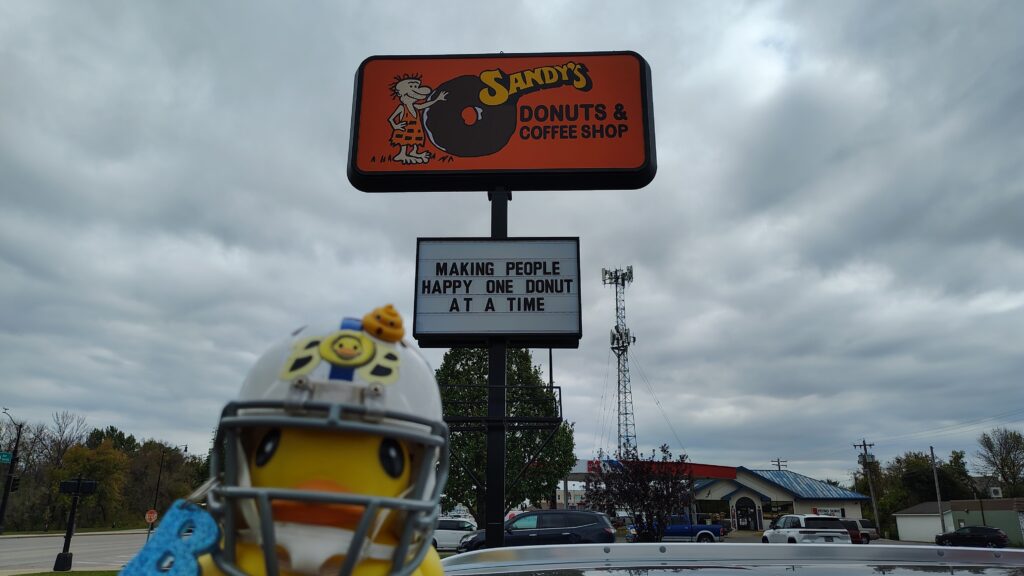 SANDY'S
DONUTS &
COFFEE SHOP
MAKING PEOPLE
HAPPY ONE DONUT
AT A TIME
B